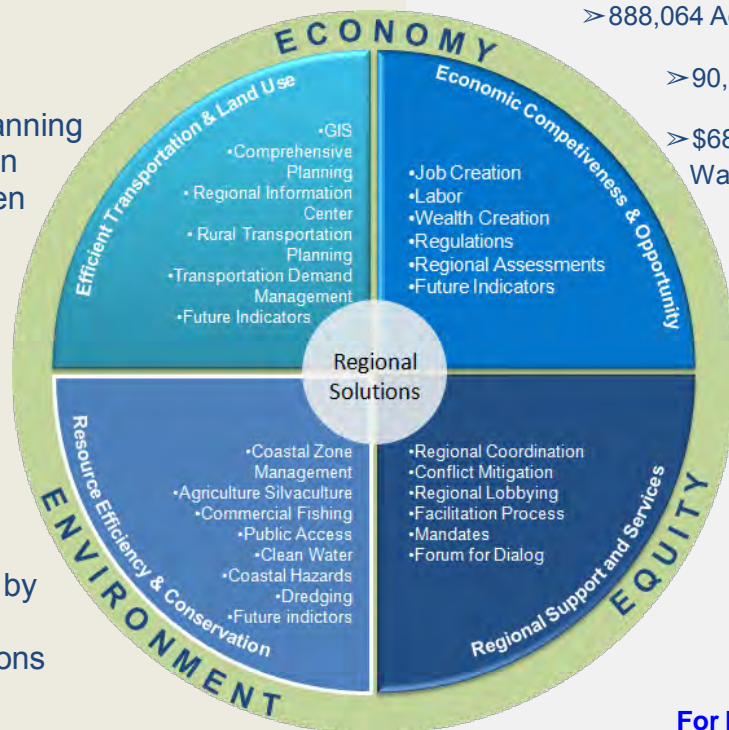 ECONOMY
Efficient Transportation & Land Use
•GIS
•Comprehensive
Planning
• Regional Information
Center
• Rural Transportation
Planning
•Transportation Demand
Management
•Future Indicators
Economic Competiveness & Opportunity
•Job Creation
•Labor
•Wealth Creation
•Regulations
•Regional Assessments
•Future Indicators
Regional
Solutions
Resource Efficiency & Conservation
•Coastal Zone
Management
•Agriculture Silvaculture
•Commercial Fishing
•Public Access
•Clean Water
•Coastal Hazards
•Dredging
•Future indictors
Regional Support and Services
•Regional Coordination
•Conflict Mitigation
•Regional Lobbying
•Facilitation Process
•Mandates
•Forum for Dialog
ENVIRONMENT
EQUITY
➢888,064
➢90,
➢$68
by
For